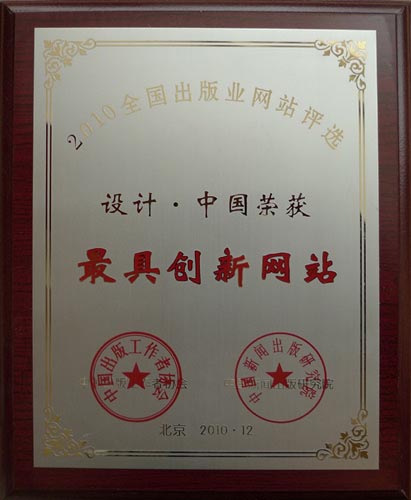 2010全国出版业网站评选
设计·中国荣获
最具创新网站
中国出版工作者协会
中国新闻出版研究院
北京 2010·12